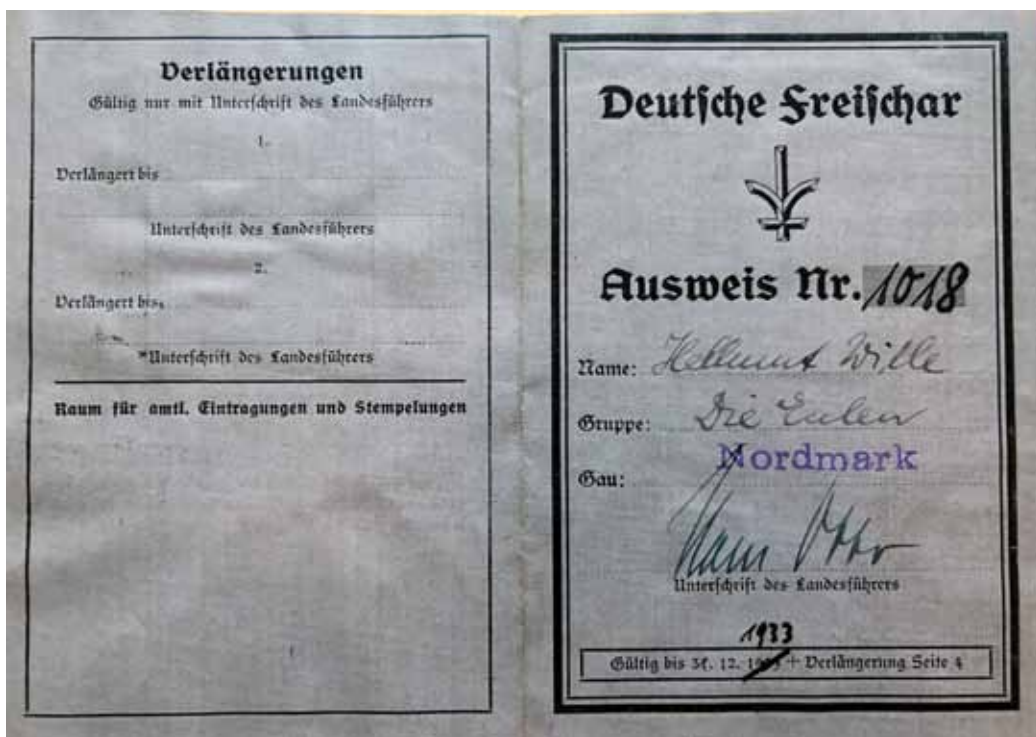 Verlängerungen
Gültig nur mit Unterschrift des Landesführers
1.
Verlängert bis
Unterschrift des Landesführers
2.
Verlängert bis
Unterschrift des Landesführers
Raum für amtl. Eintragungen und Stempelungen
Deutsche Freischar
Ausweis Nr. 1018
Name: Hellmut Wille
Gruppe: Die Eulen
Gau: Nordmark
Hans Otto
Unterschrift des Landesführers
1933
Gültig bis 31. 12. + Verlängerung Seite 4